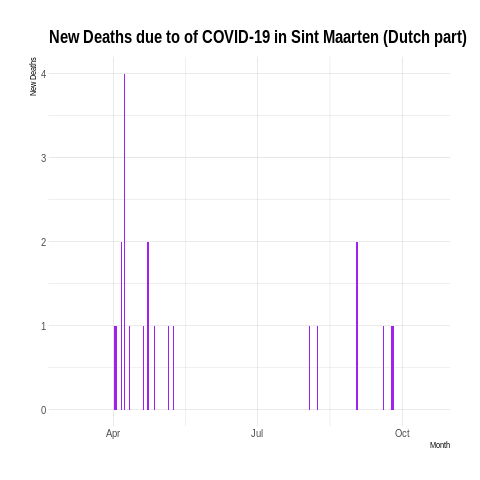 New Deaths due to of COVID-19 in Sint Maarten (Dutch part)
New Deaths
4
3
2
1
0
Apr Jul Oct
Month